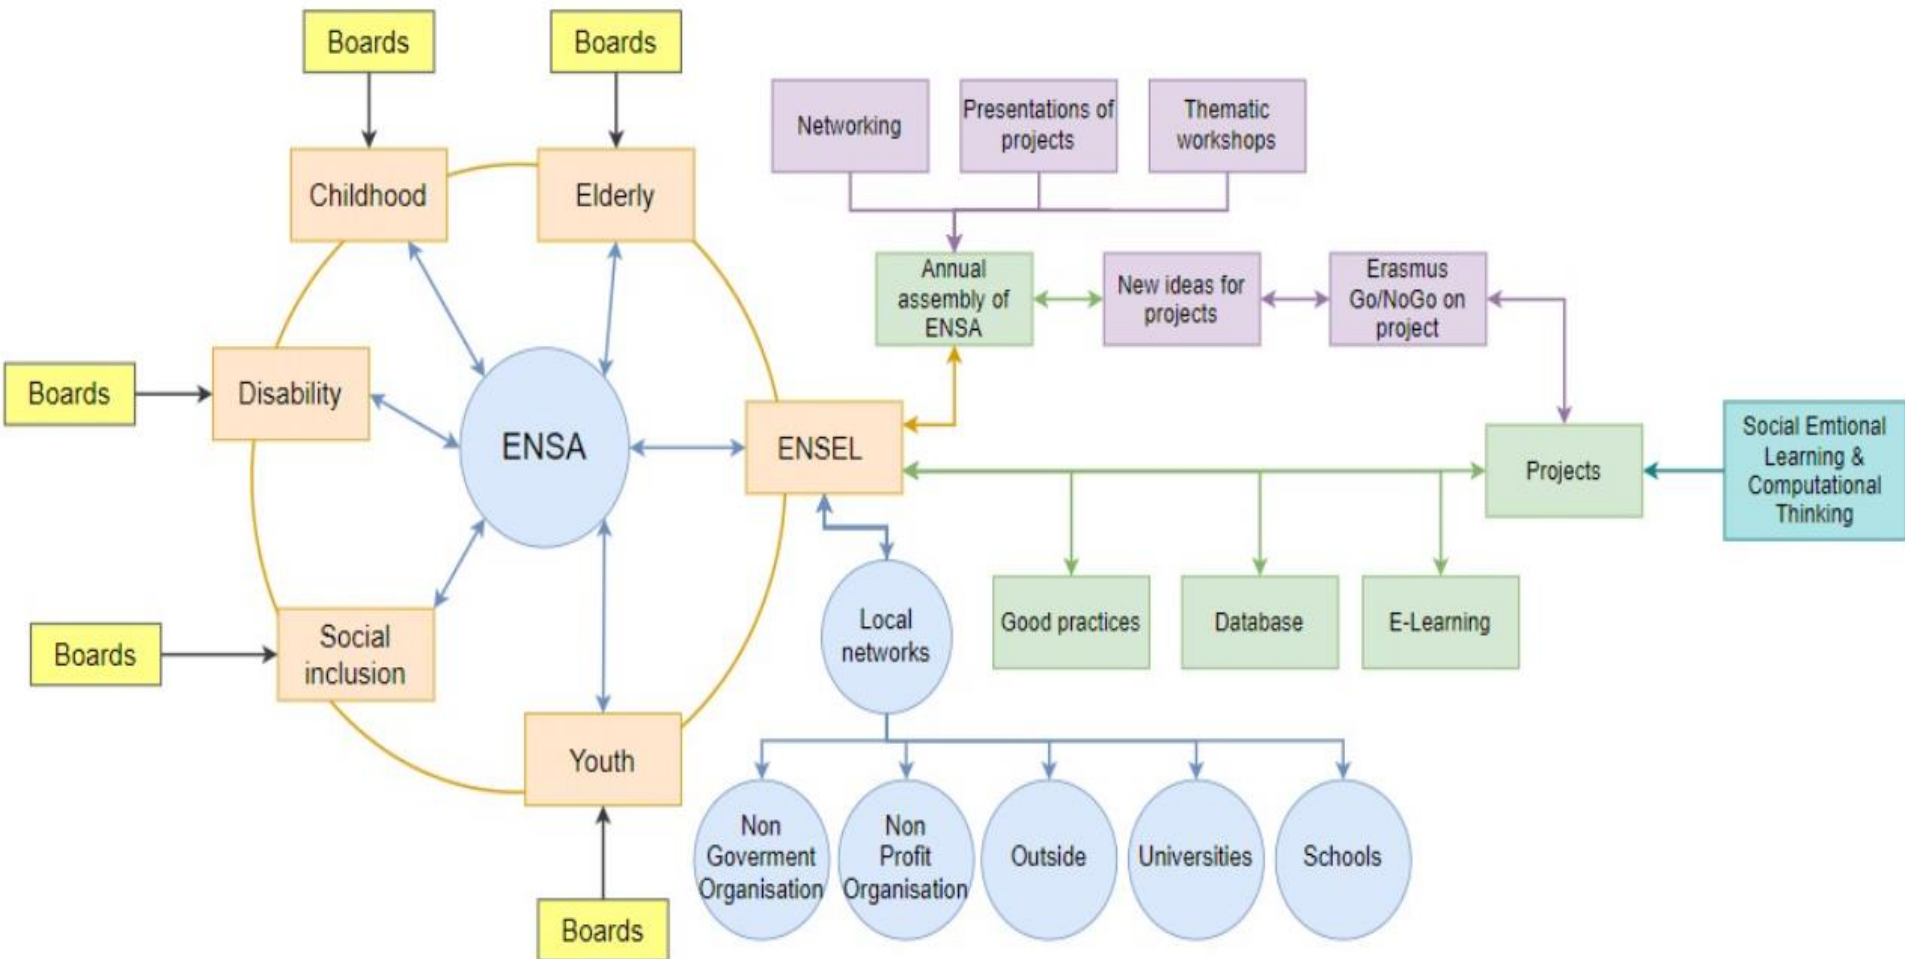 Boards
Boards
Childhood
Elderly
Networking
Presentations of
projects
Thematic
workshops
Annual
assembly of
ENSA
New ideas for
projects
Erasmus
Go/NoGo on
project
Boards
Disability
ENSA
ENSEL
Projects
Social Emtional
Learning &
Computational
Thinking
Boards
Social
inclusion
Local
networks
Good practices
Database
E-Learning
Youth
Boards
Non
Goverment
Organisation
Non
Profit
Organisation
Outside
Universities
Schools